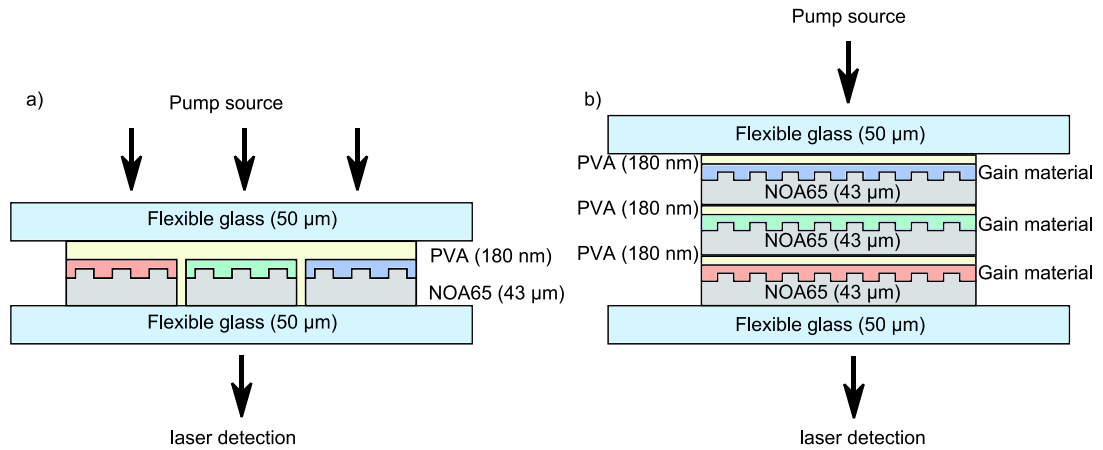 a)
Pump source
Flexible glass (50 µm)
PVA (180 nm)
NOA65 (43 µm)
Flexible glass (50 µm)
laser detection
b)
Pump source
Flexible glass (50 µm)
PVA (180 nm)
Gain material
NOA65 (43 µm)
PVA (180 nm)
Gain material
NOA65 (43 µm)
PVA (180 nm)
Gain material
NOA65 (43 µm)
Flexible glass (50 µm)
laser detection